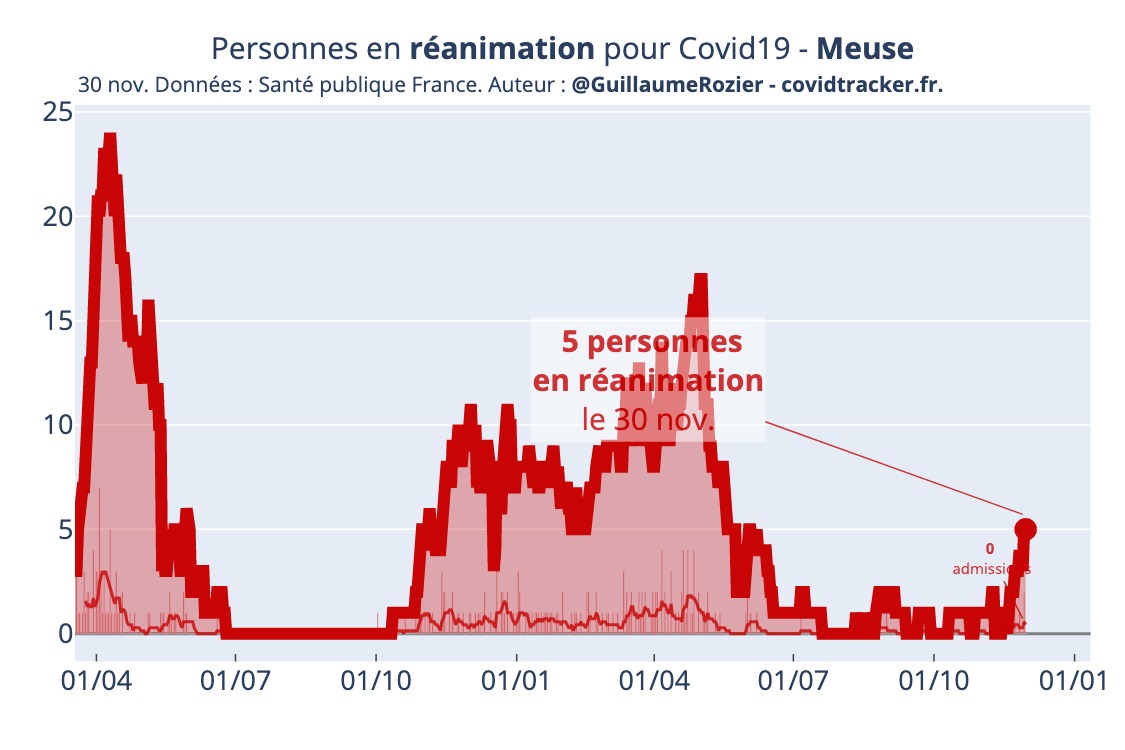 Personnes en réanimation pour Covid19 - Meuse
30 nov. Données : Santé publique France. Auteur : @GuillaumeRozier - covidtracker.fr.
25
20
15
10
5
0
5 personnes
en réanimation
le 30 nov.
0
admissions
01/04 01/07 01/10 01/01 01/04 01/07 01/10 01/01